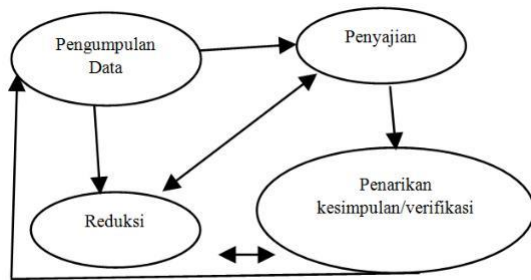 Pengumpulan
Data
Penyajian
Reduksi
Penarikan
kesimpulan/verifikasi